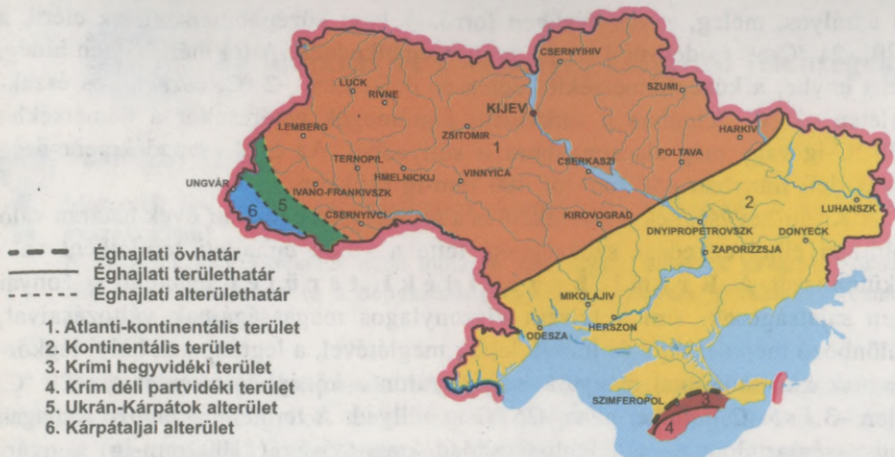 CSERNYIHIV
LUCK
RIVNE
SZUMI
KIJEV
LEMBERG
ZSITOMIR
1
HARKIV
TERNOPIL
POLTAVA
CSERKASZI
HMELNICKIJ
VINNYICA
UNGVÁR
IVANO-FRANKIVSZK
2
6
5
CSERNYIVCI
KIROVOGRAD
LUHANSZK
DNYIPROPETROVSZK
DONYECK
ZAPORIZZSJA
MIKOLAJIV
HERSZON
ODESZA
SZIMFEROPOL
3
4
Éghajlati övhatár
Éghajlati területhatár
Éghajlati alterülethatár
1. Atlanti-kontinentális terület
2. Kontinentális terület
3. Krími hegyvidéki terület
4. Krím déli partvidéki terület
5. Ukrán-Kárpátok alterület
6. Kárpátaljai alterület